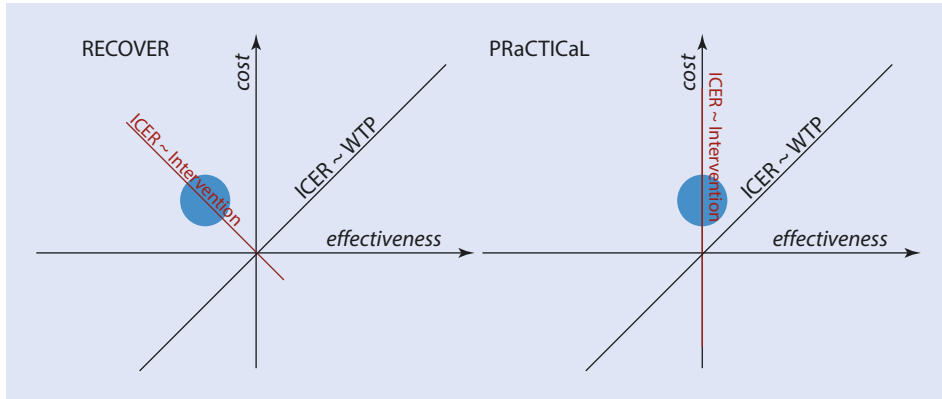 RECOVER
cost
ICER ~ WTP
ICER ~ Intervention
effectiveness
PRaCTICaL
cost
ICER ~ Intervention
ICER ~ WTP
effectiveness